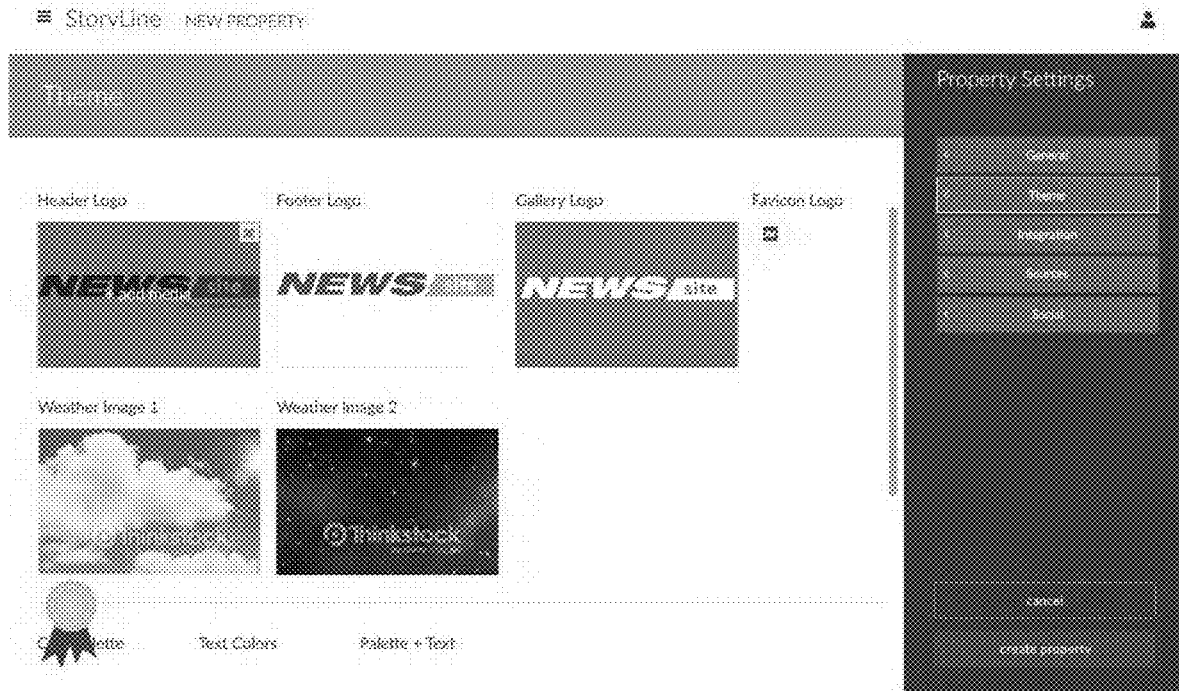 StoryLine NEW PROPERTY
Theme
Property Settings
General
Theme
Integration
Social
Header Logo
Footer Logo
Gallery Logo
Favicon Logo
NEWS
NEWS
NEWS site
Weather Image 1
Weather Image 2
Thinkstock
Text Colors
Palette + Text
cancel
create property